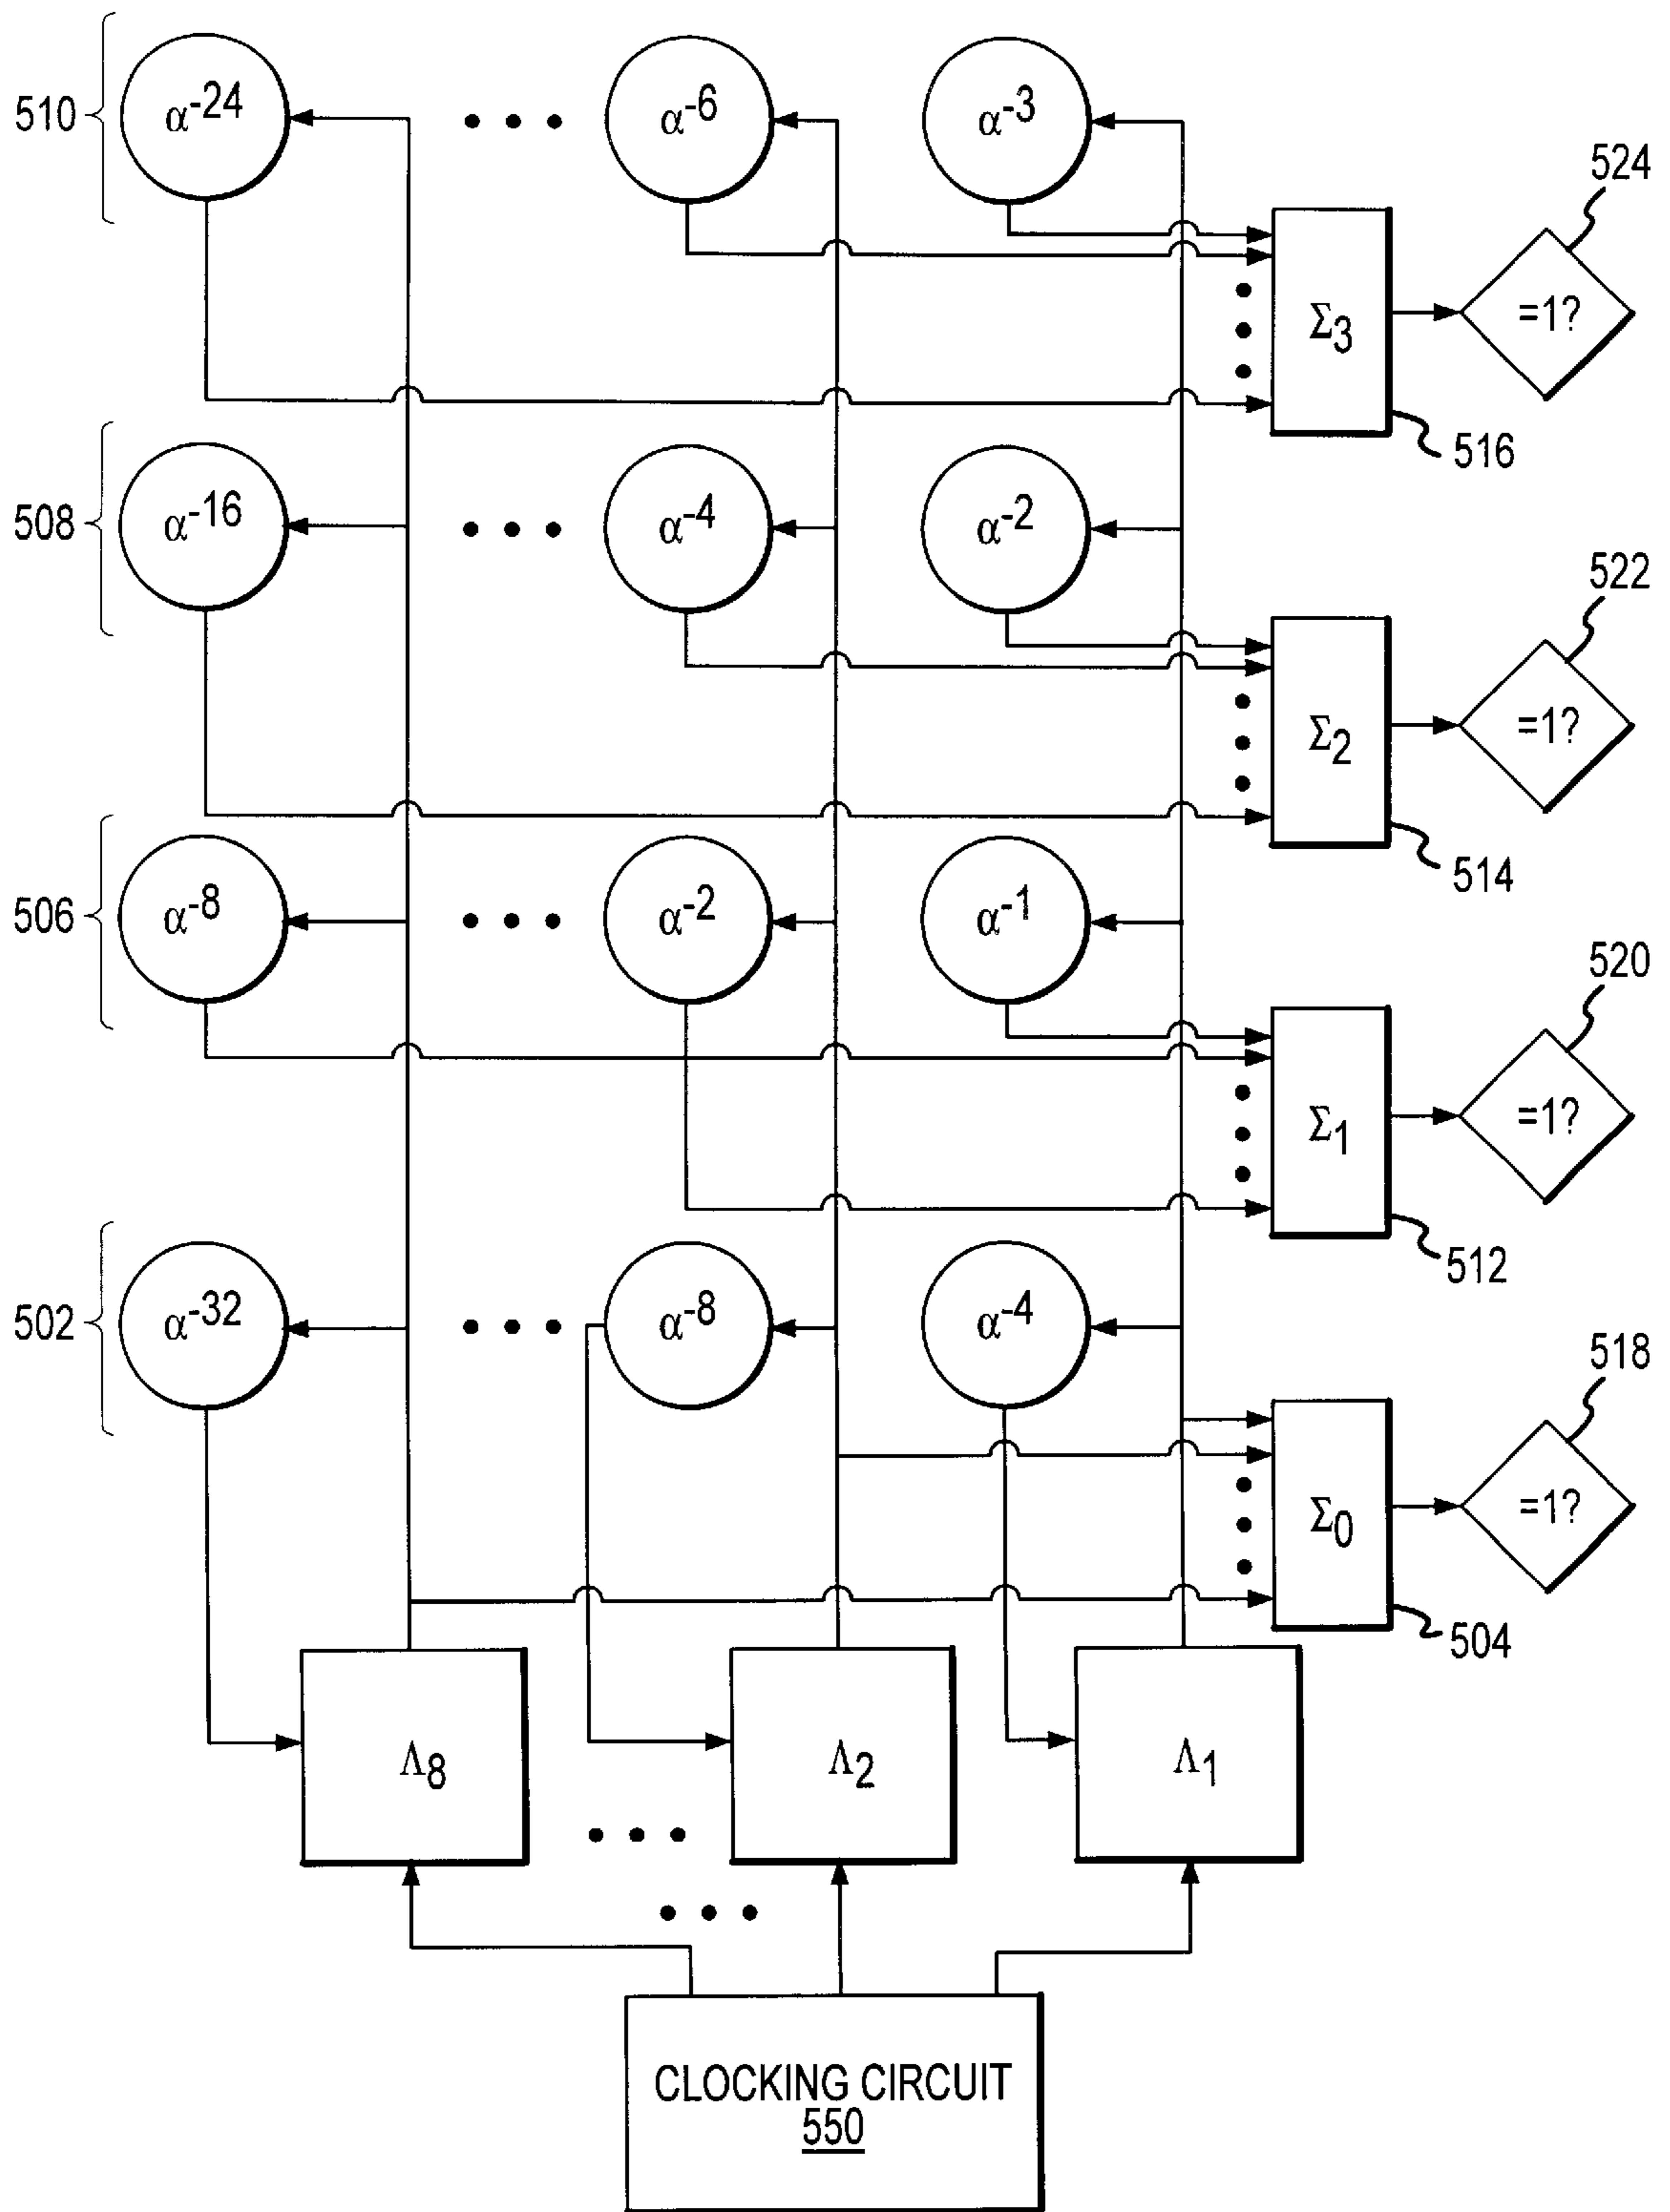 510 α-24 • • • α-6 α-3
524
Σ3 =1?
516
508 α-16 • • • α-4 α-2
522
Σ2 =1?
514
506 α-8 • • • α-2 α-1
520
Σ1 =1?
512
502 α-32 • • • α-8 α-4
518
Σ0 =1?
504
Λ8 • • • Λ2 Λ1
CLOCKING CIRCUIT
550